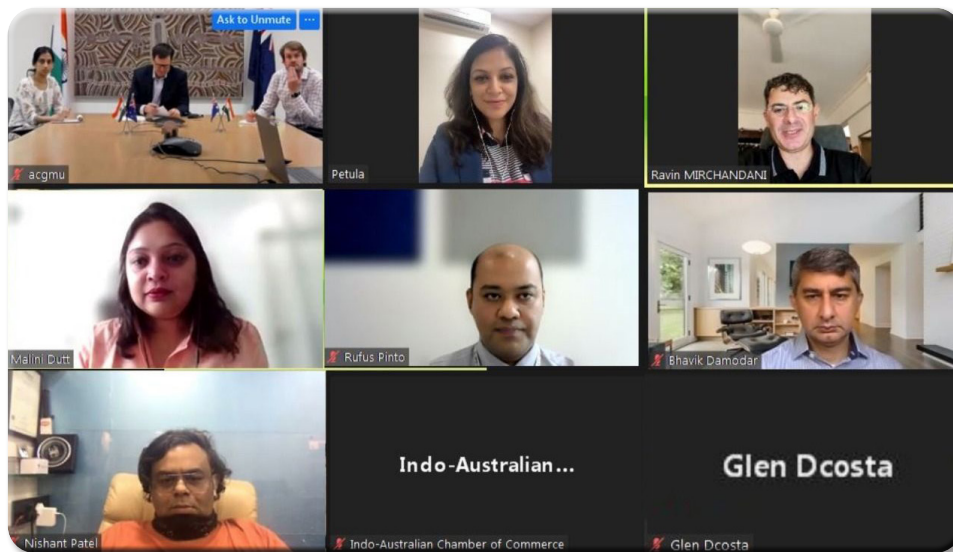 Ask to Unmute ...
acgmu
Petula
Ravin MIRCHANDANI
Malini Dutt
Rufus Pinto
Bhavik Damodar
Nishant Patel
Indo-Australian...
Indo-Australian Chamber of Commerce
Glen Dcosta
Glen Dcosta